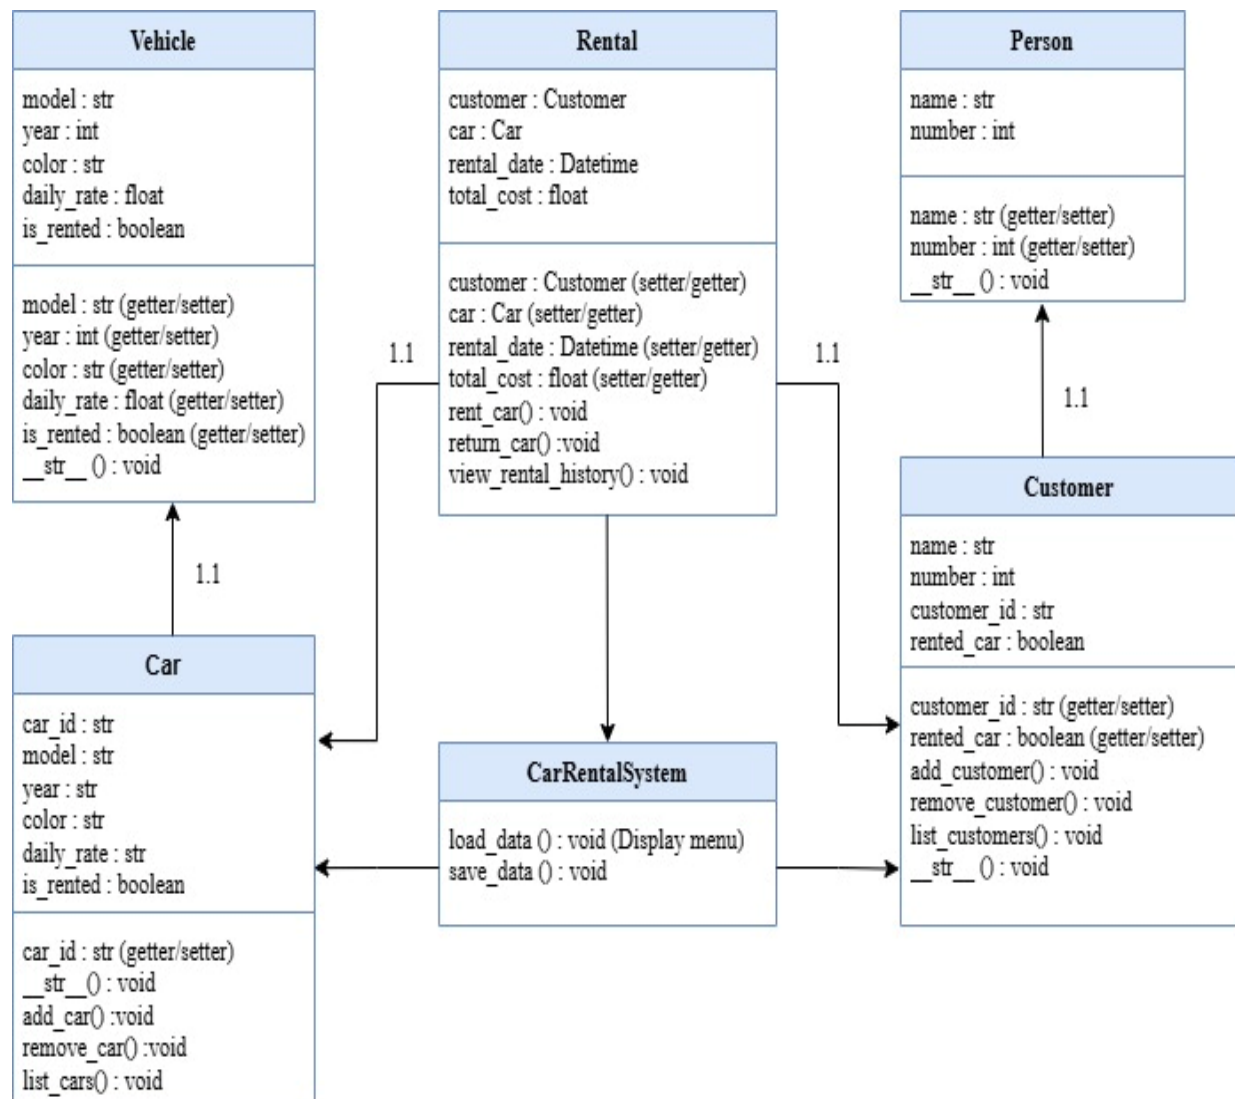 Vehicle
model : str
year : int
color : str
daily_rate : float
is_rented : boolean
model : str (getter/setter)
year : int (getter/setter)
color : str (getter/setter)
daily_rate : float (getter/setter)
is_rented : boolean (getter/setter)
__str__ () : void
1.1
Car
car_id : str
model : str
year : str
color : str
daily_rate : str
is_rented : boolean
car_id : str (getter/setter)
__str__() : void
add_car() :void
remove_car() :void
list_cars() : void
Rental
customer : Customer
car : Car
rental_date : Datetime
total_cost : float
customer : Customer (setter/getter)
car : Car (setter/getter)
rental_date : Datetime (setter/getter)
total_cost : float (setter/getter)
rent_car() : void
return_car() :void
view_rental_history() : void
1.1
1.1
CarRentalSystem
load_data () : void (Display menu)
save_data () : void
Person
name : str
number : int
name : str (getter/setter)
number : int (getter/setter)
__str__ () : void
1.1
Customer
name : str
number : int
customer_id : str
rented_car : boolean
customer_id : str (getter/setter)
rented_car : boolean (getter/setter)
add_customer() : void
remove_customer() : void
list_customers() : void
__str__ () : void